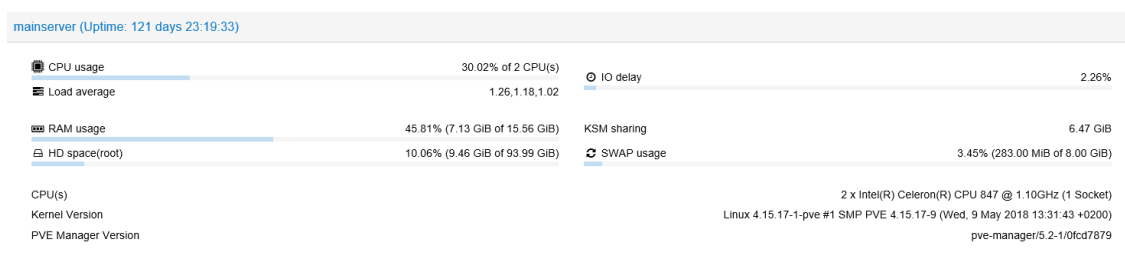 mainserver (Uptime: 121 days 23:19:33)
CPU usage 30.02% of 2 CPU(s)
Load average 1.26,1.18,1.02
IO delay 2.26%
RAM usage 45.81% (7.13 GiB of 15.56 GiB)
HD space(root) 10.06% (9.46 GiB of 93.99 GiB)
KSM sharing 6.47 GiB
SWAP usage 3.45% (283.00 MiB of 8.00 GiB)
CPU(s) 2 x Intel(R) Celeron(R) CPU 847 @ 1.10GHz (1 Socket)
Kernel Version Linux 4.15.17-1-pve #1 SMP PVE 4.15.17-9 (Wed, 9 May 2018 13:31:43 +0200)
PVE Manager Version pve-manager/5.2-1/0fcd7879